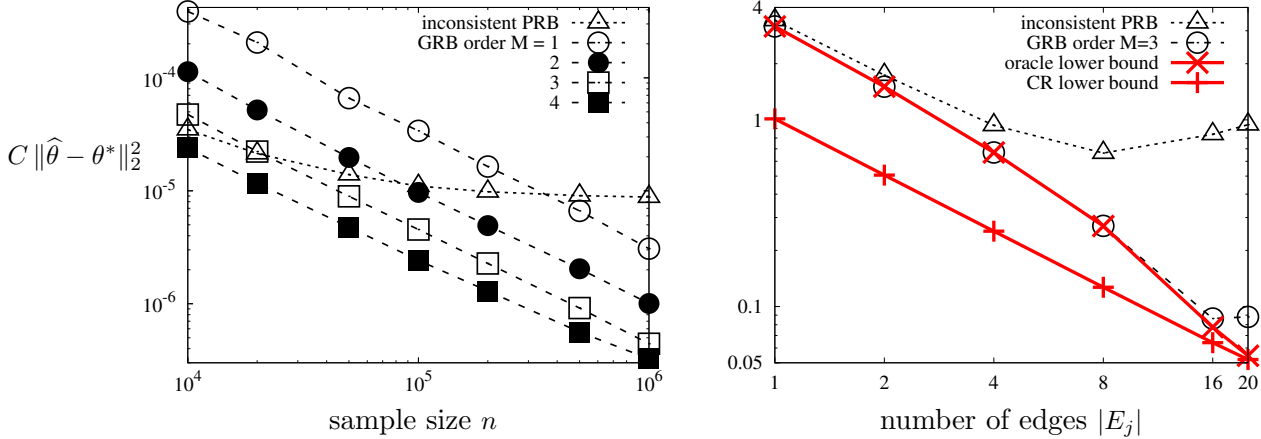 inconsistent PRB
GRB order M = 1
2
3
4
10^-4
10^-5
10^-6
C ‖θ̂ − θ*‖₂²
10^4
10^5
10^6
sample size n
inconsistent PRB
GRB order M=3
oracle lower bound
CR lower bound
4
1
0.1
0.05
1
2
4
8
16
20
number of edges |E_j|